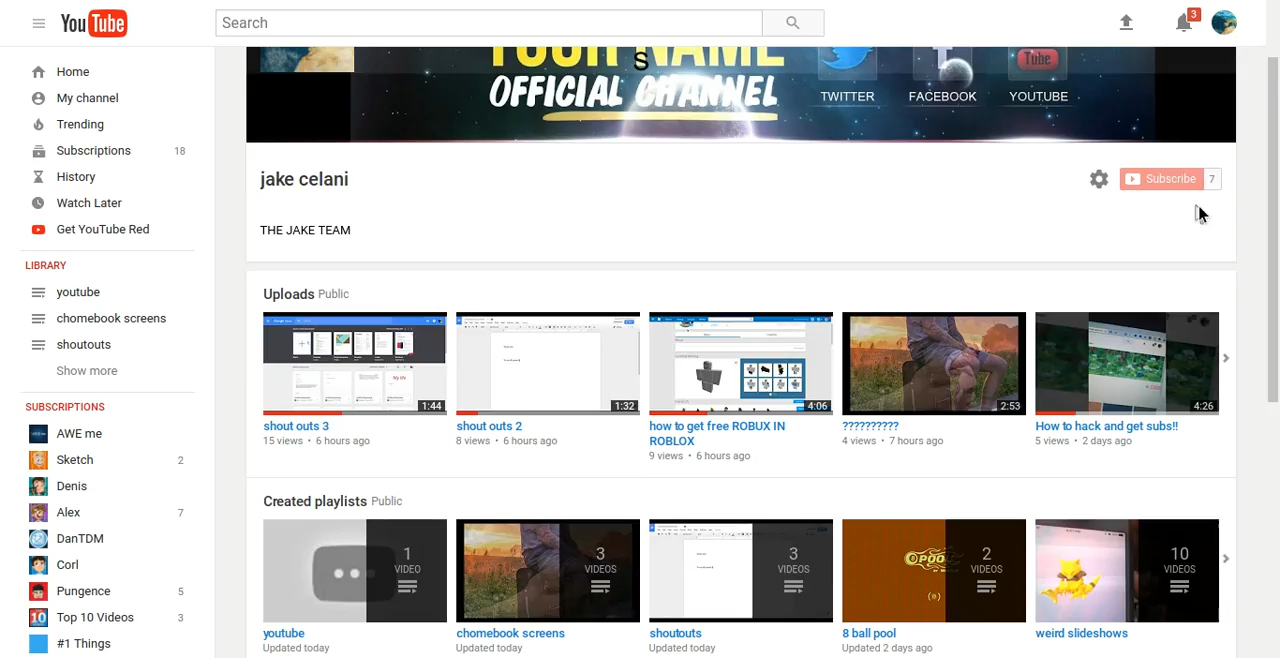 YouTube
Search
3
Home
My channel
Trending
Subscriptions 18
History
Watch Later
Get YouTube Red
LIBRARY
youtube
chomebook screens
shoutouts
Show more
SUBSCRIPTIONS
AWE me
Sketch 2
Denis
Alex 7
DanTDM
Corl
Pungence 5
Top 10 Videos 3
#1 Things
YOUR NAME
S
OFFICIAL CHANNEL
Tube
TWITTER FACEBOOK YOUTUBE
jake celani
Subscribe 7
THE JAKE TEAM
Uploads Public
1:44 1:32 4:06 2:53 4:26
shout outs 3
15 views • 6 hours ago
shout outs 2
8 views • 6 hours ago
how to get free ROBUX IN
ROBLOX
9 views • 6 hours ago
??????????
4 views • 7 hours ago
How to hack and get subs!!
5 views • 2 days ago
Created playlists Public
1
VIDEO
3
VIDEOS
3
VIDEOS
POOL
2
VIDEOS
10
VIDEOS
youtube
Updated today
chomebook screens
Updated today
shoutouts
Updated today
8 ball pool
Updated 2 days ago
weird slideshows